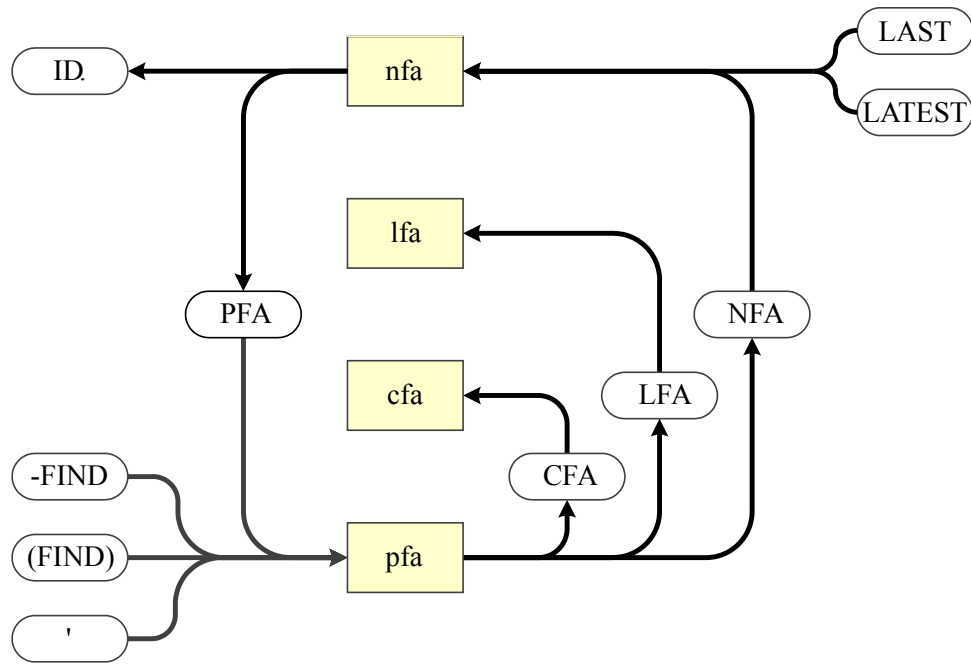 LAST
ID.
nfa
LATEST
lfa
PFA
NFA
cfa
LFA
-FIND
CFA
(FIND)
pfa
'